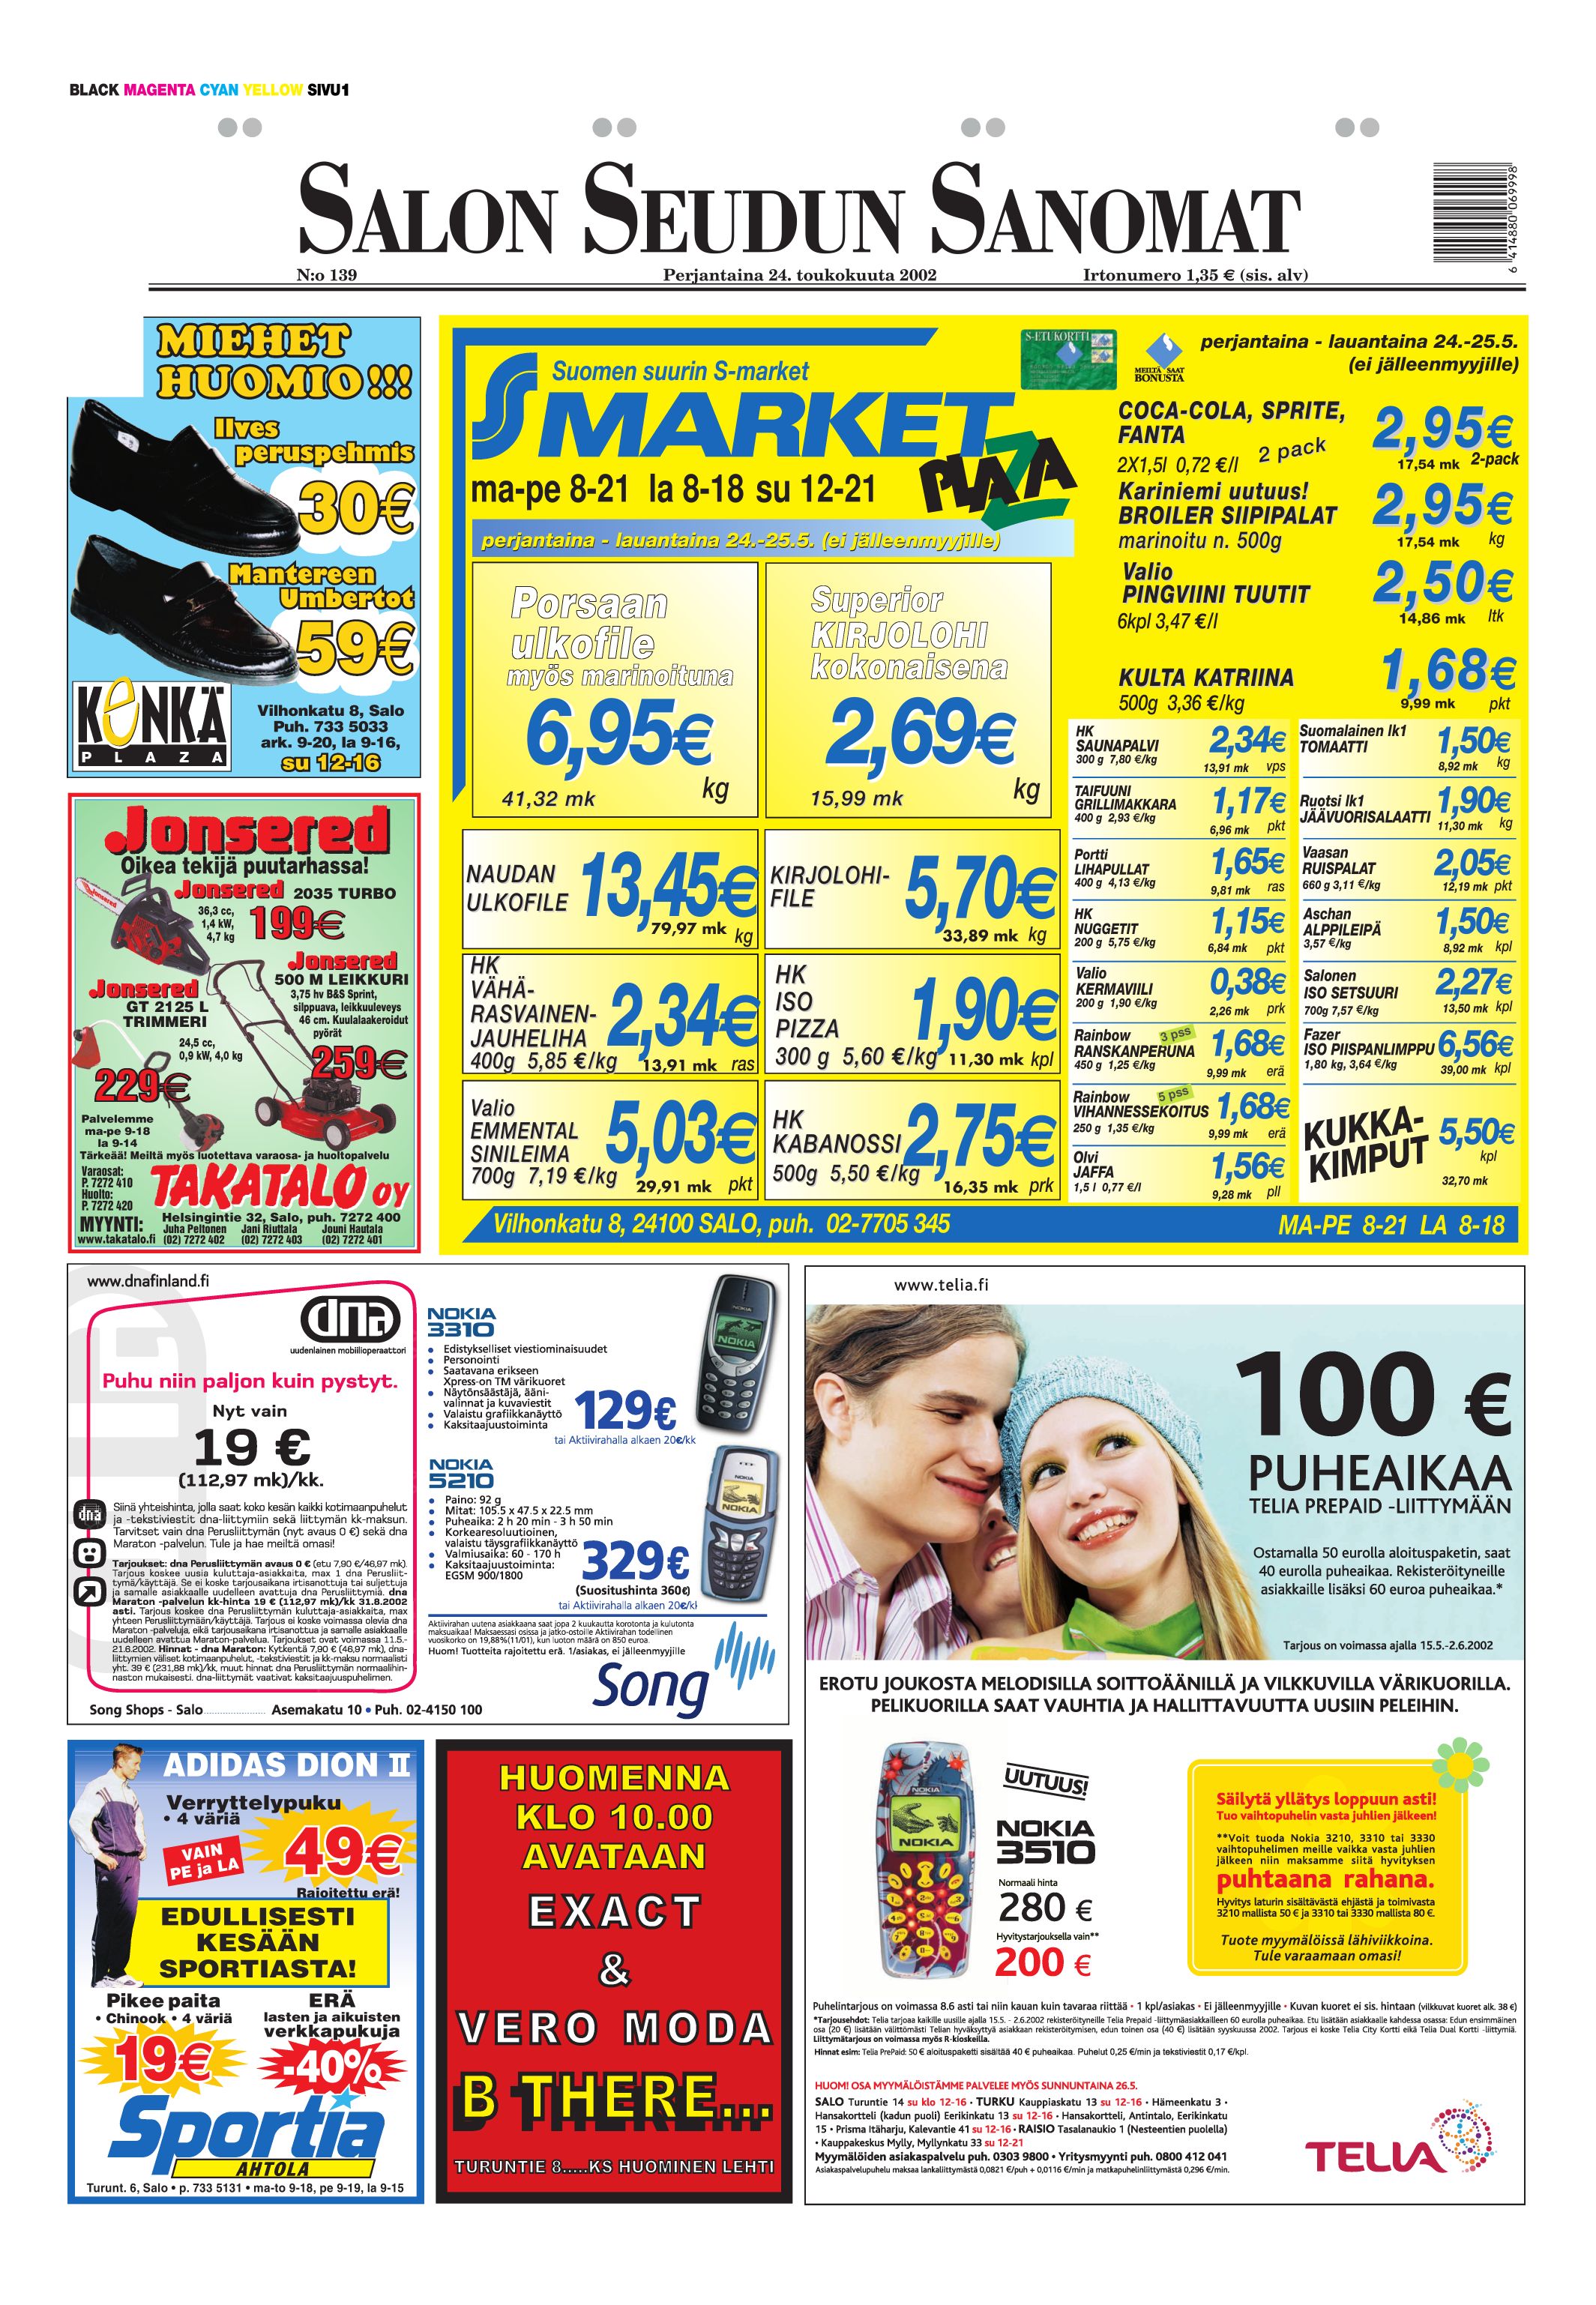 BLACK MAGENTA CYAN YELLOW SIVU1
SALON SEUDUN SANOMAT
6 414880 069998
N:o 139
Perjantaina 24. toukokuuta 2002
Irtonumero 1,35 € (sis. alv)
MIEHET
HUOMIO!!!
Ilves
peruspehmis
30€
Mantereen
Umbertot
59€
KENKÄ
PLAZA
Vilhonkatu 8, Salo
Puh. 733 5033
ark. 9-20, la 9-16,
su 12-16
Jonsered
Oikea tekijä puutarhassa!
Jonsered 2035 TURBO
36,3 cc,
1,4 kW,
4,7 kg
199€
Jonsered
500 M LEIKKURI
3,75 hv B&S Sprint,
silppuava, leikkuuleveys
46 cm. Kuulalaakeroidut
pyörät
259€
Jonsered
GT 2125 L
TRIMMERI
24,5 cc,
0,9 kW, 4,0 kg
229€
Palvelemme
ma-pe 9-18
la 9-14
Tärkeää! Meiltä myös luotettava varaosa- ja huoltopalvelu
Varaosat:
P. 7272 410
Huolto:
P. 7272 420
TAKATALO OY
Helsingintie 32, Salo, puh. 7272 400
MYYNTI: Juha Peltonen Jani Riuttala Jouni Hautala
www.takatalo.fi (02) 7272 402 (02) 7272 403 (02) 7272 401
Suomen suurin S-market
S MARKET
PLAZA
ma-pe 8-21 la 8-18 su 12-21
perjantaina - lauantaina 24.-25.5. (ei jälleenmyyjille)
Porsaan
ulkofile
myös marinoituna
6,95€
41,32 mk kg
Superior
KIRJOLOHI
kokonaisena
2,69€
15,99 mk kg
NAUDAN
ULKOFILE
13,45€
79,97 mk kg
KIRJOLOHI-
FILE
5,70€
33,89 mk kg
HK
VÄHÄ-
RASVAINEN-
JAUHELIHA
400g 5,85 €/kg
2,34€
13,91 mk ras
HK
ISO
PIZZA
300 g 5,60 €/kg
1,90€
11,30 mk kpl
Valio
EMMENTAL
SINILEIMA
700g 7,19 €/kg
5,03€
29,91 mk pkt
HK
KABANOSSI
500g 5,50 €/kg
2,75€
16,35 mk prk
S-ETUKORTTI
MEILTÄ SAAT
BONUSTA
perjantaina - lauantaina 24.-25.5.
(ei jälleenmyyjille)
COCA-COLA, SPRITE,
FANTA
2X1,5l 0,72 €/l
2 pack
2,95€
17,54 mk 2-pack
Kariniemi uutuus!
BROILER SIIPIPALAT
marinoitu n. 500g
2,95€
17,54 mk kg
Valio
PINGVIINI TUUTIT
6kpl 3,47 €/l
2,50€
14,86 mk ltk
KULTA KATRIINA
500g 3,36 €/kg
1,68€
9,99 mk pkt
HK
SAUNAPALVI
300 g 7,80 €/kg
2,34€
13,91 mk vps
TAIFUUNI
GRILLIMAKKARA
400 g 2,93 €/kg
1,17€
6,96 mk pkt
Portti
LIHAPULLAT
400 g 4,13 €/kg
1,65€
9,81 mk ras
HK
NUGGETIT
200 g 5,75 €/kg
1,15€
6,84 mk pkt
Valio
KERMAVIILI
200 g 1,90 €/kg
0,38€
2,26 mk prk
Rainbow 3 pss
RANSKANPERUNA
450 g 1,25 €/kg
1,68€
9,99 mk erä
Rainbow 5 pss
VIHANNESSEKOITUS
250 g 1,35 €/kg
1,68€
9,99 mk erä
Olvi
JAFFA
1,5 l 0,77 €/l
1,56€
9,28 mk pll
Suomalainen lk1
TOMAATTI
1,50€
8,92 mk kg
Ruotsi lk1
JÄÄVUORISALAATTI
1,90€
11,30 mk kg
Vaasan
RUISPALAT
660 g 3,11 €/kg
2,05€
12,19 mk pkt
Aschan
ALPPILEIPÄ
3,57 €/kg
1,50€
8,92 mk kpl
Salonen
ISO SETSUURI
700g 7,57 €/kg
2,27€
13,50 mk kpl
Fazer
ISO PIISPANLIMPPU
1,80 kg, 3,64 €/kg
6,56€
39,00 mk kpl
KUKKA-
KIMPUT
5,50€
kpl
32,70 mk
Vilhonkatu 8, 24100 SALO, puh. 02-7705 345
MA-PE 8-21 LA 8-18
www.dnafinland.fi
dna
uudenlainen mobiilioperaattori
Puhu niin paljon kuin pystyt.
Nyt vain
19 €
(112,97 mk)/kk.
dna
Siinä yhteishinta, jolla saat koko kesän kaikki kotimaanpuhelut
ja -tekstiviestit dna-liittymiin sekä liittymän kk-maksun.
Tarvitset vain dna Perusliittymän (nyt avaus 0 €) sekä dna
Maraton -palvelun. Tule ja hae meiltä omasi!
Tarjoukset: dna Perusliittymän avaus 0 € (etu 7,90 €/46,97 mk).
Tarjous koskee uusia kuluttaja-asiakkaita, max 1 dna Perusliit-
tymä/käyttäjä. Se ei koske tarjousaikana irtisanottuja tai suljettuja
ja samalle asiakkaalle uudelleen avattuja dna Perusliittymiä. dna
Maraton -palvelun kk-hinta 19 € (112,97 mk)/kk 31.8.2002
asti. Tarjous koskee dna Perusliittymän kuluttaja-asiakkaita, max
yhteen Perusliittymään/käyttäjä. Tarjous ei koske voimassa olevia dna
Maraton -palveluja, eikä tarjousaikana irtisanottuja ja samalle asiakkaalle
uudelleen avattua Maraton-palvelua. Tarjoukset ovat voimassa 11.5.-
21.6.2002. Hinnat - dna Maraton: Kytkentä 7,90 € (46,97 mk), dna-
liittymien väliset kotimaanpuhelut, -tekstiviestit ja kk-maksu normaalisti
yht. 39 € (231,88 mk)/kk, muut hinnat dna Perusliittymän normaalihin-
naston mukaisesti. dna-liittymät vaativat kaksitaajuuspuhelimen.
NOKIA
3310
• Edistykselliset viestiominaisuudet
• Personointi
• Saatavana erikseen
Xpress-on TM värikuoret
• Näytönsäästäjä, ääni-
valinnat ja kuvaviestit
• Valaistu grafiikkanäyttö
• Kaksitaajuustoiminta
129€
tai Aktiivirahalla alkaen 20€/kk
NOKIA
5210
• Paino: 92 g
• Mitat: 105.5 x 47.5 x 22.5 mm
• Puheaika: 2 h 20 min - 3 h 50 min
• Korkearesoluutioinen,
valaistu täysgrafiikkanäyttö
• Valmiusaika: 60 - 170 h
• Kaksitaajuustoiminta:
EGSM 900/1800
329€
(Suositushinta 360€)
tai Aktiivirahalla alkaen 20€/kk
Aktiivirahan uutena asiakkaana saat jopa 2 kuukautta korotonta ja kulutonta
maksuaikaa! Maksaessasi osissa ja jatko-ostoille Aktiivirahan todellinen
vuosikorko on 19,88%(11/01), kun luoton määrä on 850 euroa.
Huom! Tuotteita rajoitettu erä. 1/asiakas, ei jälleenmyyjille
Song
Song Shops - Salo............ Asemakatu 10 • Puh. 02-4150 100
www.telia.fi
100 €
PUHEAIKAA
TELIA PREPAID -LIITTYMÄÄN
Ostamalla 50 eurolla aloituspaketin, saat
40 eurolla puheaikaa. Rekisteröityneille
asiakkaille lisäksi 60 euroa puheaikaa.*
Tarjous on voimassa ajalla 15.5.-2.6.2002
EROTU JOUKOSTA MELODISILLA SOITTOÄÄNILLÄ JA VILKKUVILLA VÄRIKUORILLA.
PELIKUORILLA SAAT VAUHTIA JA HALLITTAVUUTTA UUSIIN PELEIHIN.
NOKIA
NOKIA
UUTUUS!
NOKIA
3510
Normaali hinta
280 €
Hyvitystarjouksella vain**
200 €
Säilytä yllätys loppuun asti!
Tuo vaihtopuhelin vasta juhlien jälkeen!
**Voit tuoda Nokia 3210, 3310 tai 3330
vaihtopuhelimen meille vaikka vasta juhlien
jälkeen niin maksamme siitä hyvityksen
puhtaana rahana.
Hyvitys laturin sisältävästä ehjästä ja toimivasta
3210 mallista 50 € ja 3310 tai 3330 mallista 80 €.
Tuote myymälöissä lähiviikkoina.
Tule varaamaan omasi!
Puhelintarjous on voimassa 8.6 asti tai niin kauan kuin tavaraa riittää • 1 kpl/asiakas • Ei jälleenmyyjille • Kuvan kuoret ei sis. hintaan (vilkkuvat kuoret alk. 38 €)
*Tarjousehdot: Telia tarjoaa kaikille uusille ajalla 15.5. - 2.6.2002 rekisteröityneille Telia Prepaid -liittymäasiakkailleen 60 eurolla puheaikaa. Etu lisätään asiakkaalle kahdessa osassa: Edun ensimmäinen
osa (20 €) lisätään välittömästi Telian hyväksyttyä asiakkaan rekisteröitymisen, edun toinen osa (40 €) lisätään syyskuussa 2002. Tarjous ei koske Telia City Kortti eikä Telia Dual Kortti -liittymiä.
Liittymätarjous on voimassa myös R-kioskeilla.
Hinnat esim: Telia PrePaid: 50 € aloituspaketti sisältää 40 € puheaikaa. Puhelut 0,25 €/min ja tekstiviestit 0,17 €/kpl.
HUOM! OSA MYYMÄLÖISTÄMME PALVELEE MYÖS SUNNUNTAINA 26.5.
SALO Turuntie 14 su klo 12-16 • TURKU Kauppiaskatu 13 su 12-16 • Hämeenkatu 3 •
Hansakortteli (kadun puoli) Eerikinkatu 13 su 12-16 • Hansakortteli, Antintalo, Eerikinkatu
15 • Prisma Itäharju, Kalevantie 41 su 12-16 • RAISIO Tasalanaukio 1 (Nesteentien puolella)
• Kauppakeskus Mylly, Myllynkatu 33 su 12-21
Myymälöiden asiakaspalvelu puh. 0303 9800 • Yritysmyynti puh. 0800 412 041
Asiakaspalvelupuhelu maksaa lankaliittymästä 0,0821 €/puh + 0,0116 €/min ja matkapuhelinliittymästä 0,296 €/min.
TELIA
ADIDAS DION II
Verryttelypuku
• 4 väriä
VAIN
PE ja LA
49€
Rajoitettu erä!
EDULLISESTI
KESÄÄN
SPORTIASTA!
Pikee paita
• Chinook • 4 väriä
19€
ERÄ
lasten ja aikuisten
verkkapukuja
-40%
Sportia
AHTOLA
Turunt. 6, Salo • p. 733 5131 • ma-to 9-18, pe 9-19, la 9-15
HUOMENNA
KLO 10.00
AVATAAN
EXACT
&
VERO MODA
B THERE...
TURUNTIE 8.....KS HUOMINEN LEHTI